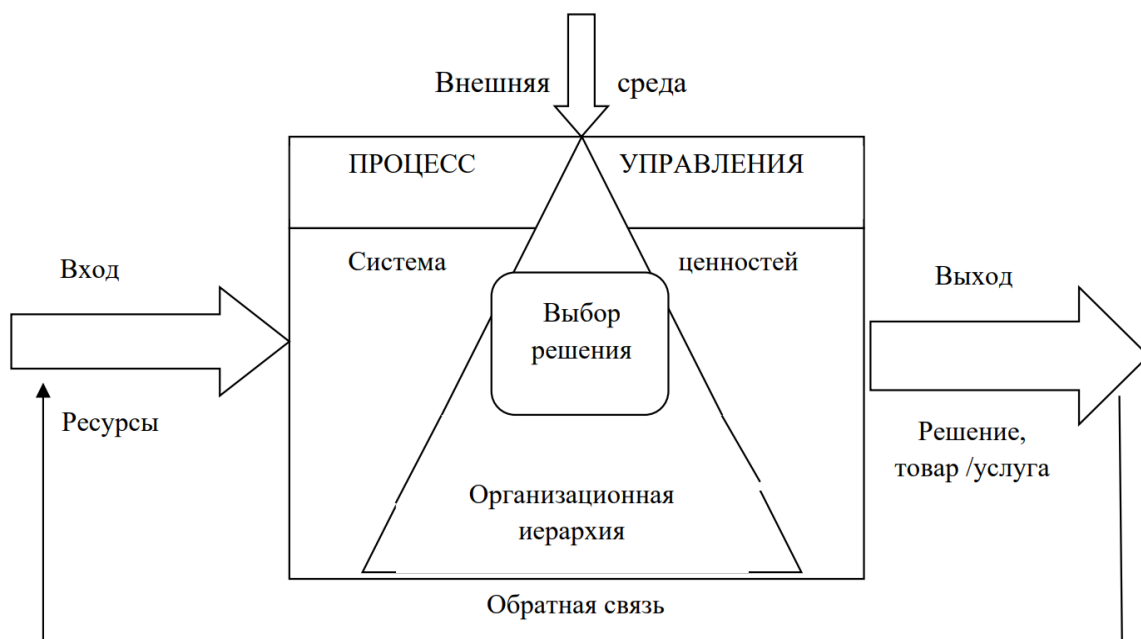 Внешняя среда
ПРОЦЕСС УПРАВЛЕНИЯ
Система ценностей
Вход
Выход
Выбор
решения
Ресурсы
Решение,
товар /услуга
Организационная
иерархия
Обратная связь